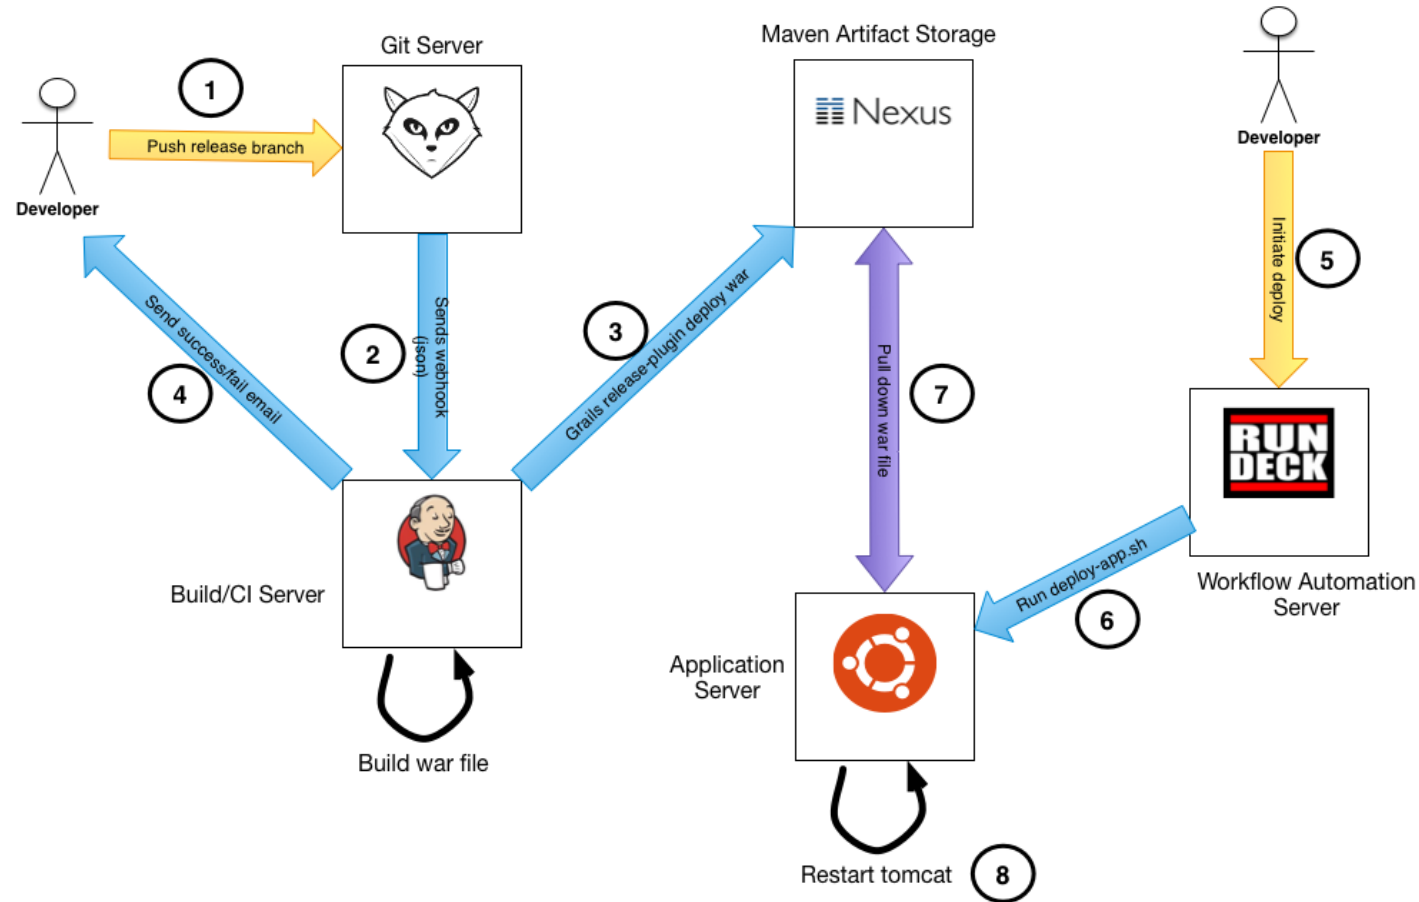 Git Server
Maven Artifact Storage
1
Push release branch
Developer
Nexus
Developer
Initiate deploy
5
Sends webhook
(json)
2
Send success/fail email
4
3
Grails release-plugin deploy war
Pull down war file
7
RUN
DECK
Run deploy-app.sh
6
Workflow Automation
Server
Build/CI Server
Build war file
Application
Server
Restart tomcat
8